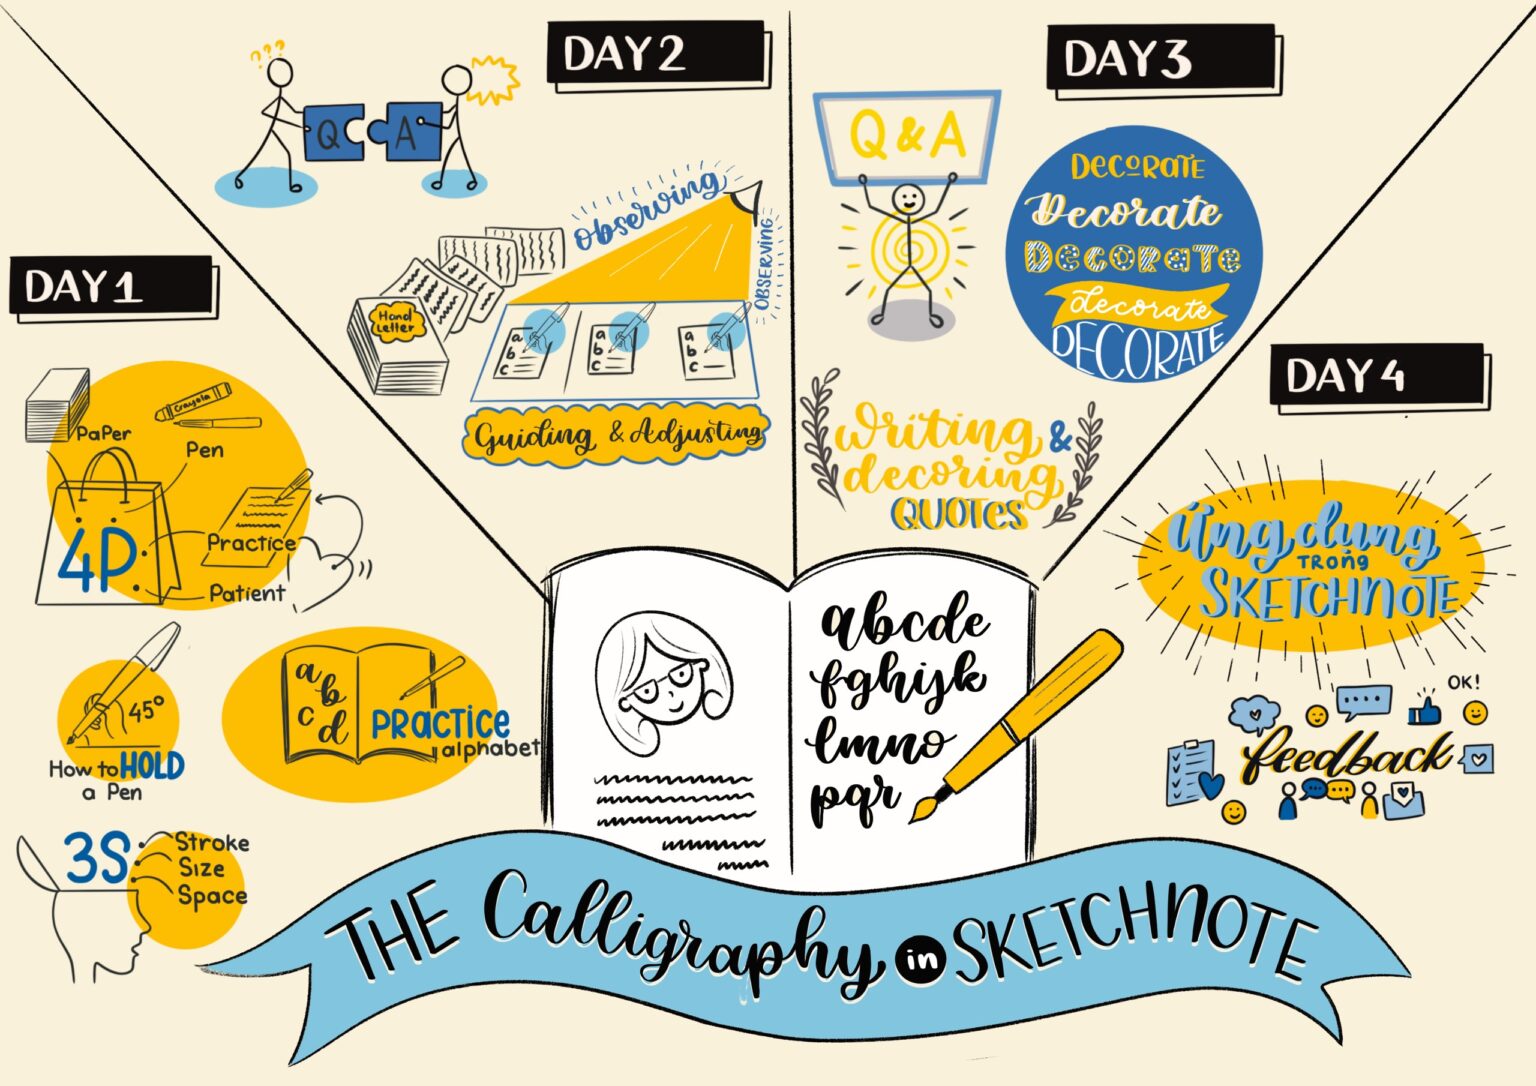 DAY 1
Paper
Pen
Crayola
4P
Practice
Patient
45°
How to HOLD
a Pen
a
b
c
d
PRACTICE
alphabet
3S
Stroke
Size
Space
DAY 2
???
Q
A
Observing
OBSERVING
Hand
Letter
a
b
c
a
b
c
a
b
c
Guiding & Adjusting
DAY 3
Q & A
DECORATE
Decorate
DECORATE
decorate
DECORATE
Writing &
decoring
QUOTES
DAY 4
Ứng dụng
TRONG
SKETCHNOTE
OK!
feedback
abcde
fghijk
lmno
pqr
THE Calligraphy in SKETCHNOTE